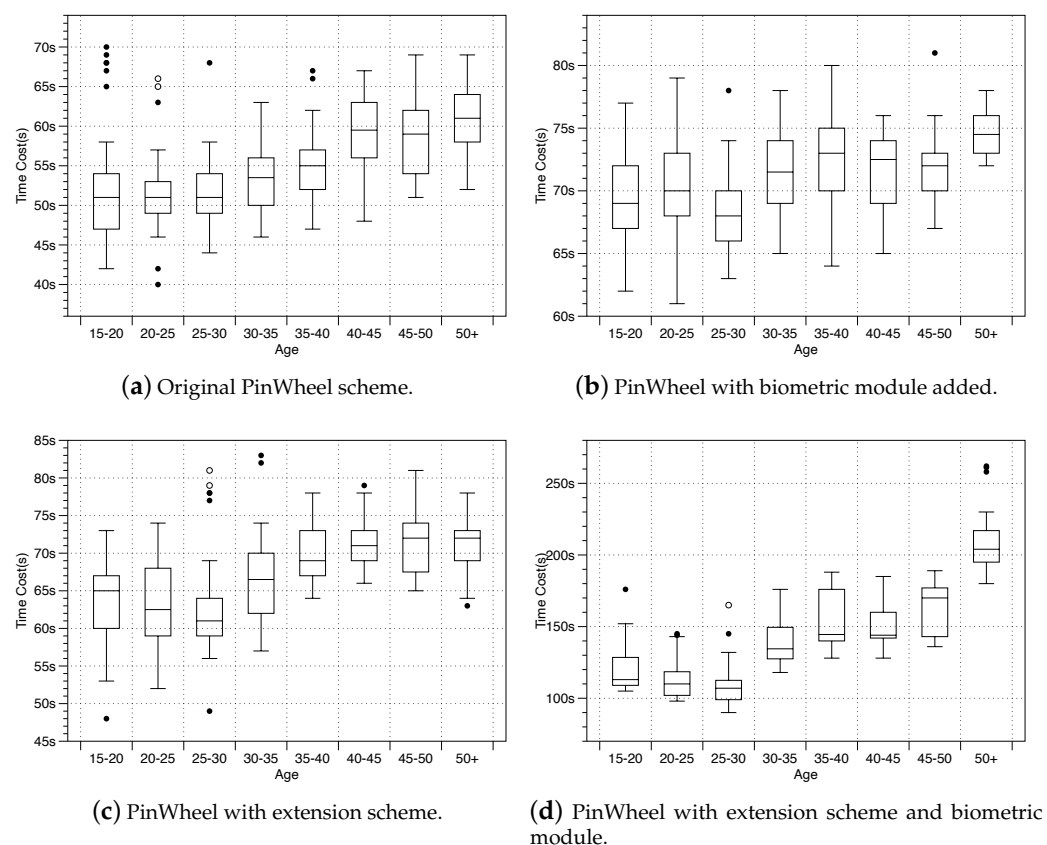 70s
65s
60s
55s
50s
45s
40s
Time Cost(s)
15-20 20-25 25-30 30-35 35-40 40-45 45-50 50+
Age
(a) Original PinWheel scheme.
80s
75s
70s
65s
60s
Time Cost(s)
15-20 20-25 25-30 30-35 35-40 40-45 45-50 50+
Age
(b) PinWheel with biometric module added.
85s
80s
75s
70s
65s
60s
55s
50s
45s
Time Cost(s)
15-20 20-25 25-30 30-35 35-40 40-45 45-50 50+
Age
(c) PinWheel with extension scheme.
250s
200s
150s
100s
Time Cost(s)
15-20 20-25 25-30 30-35 35-40 40-45 45-50 50+
Age
(d) PinWheel with extension scheme and biometric
module.